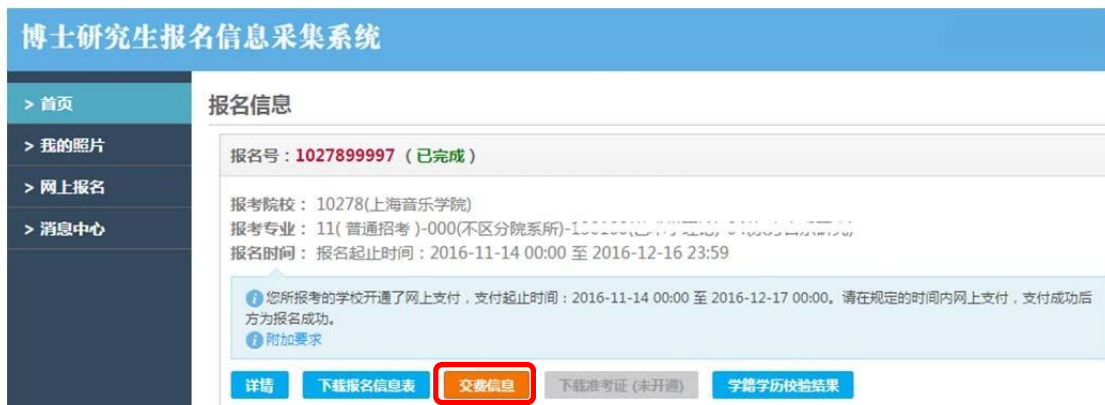 博士研究生报名信息采集系统
> 首页
> 我的照片
> 网上报名
> 消息中心
报名信息
报名号：1027899997 （已完成）
报考院校： 10278(上海音乐学院)
报考专业： 11( 普通招考 )-000(不区分院系所)-
报名时间： 报名起止时间：2016-11-14 00:00 至 2016-12-16 23:59
您所报考的学校开通了网上支付，支付起止时间：2016-11-14 00:00 至 2016-12-17 00:00。请在规定的时间内网上支付，支付成功后
方为报名成功。
附加要求
详情 下载报名信息表 交费信息 下载准考证 (未开通) 学籍学历校验结果